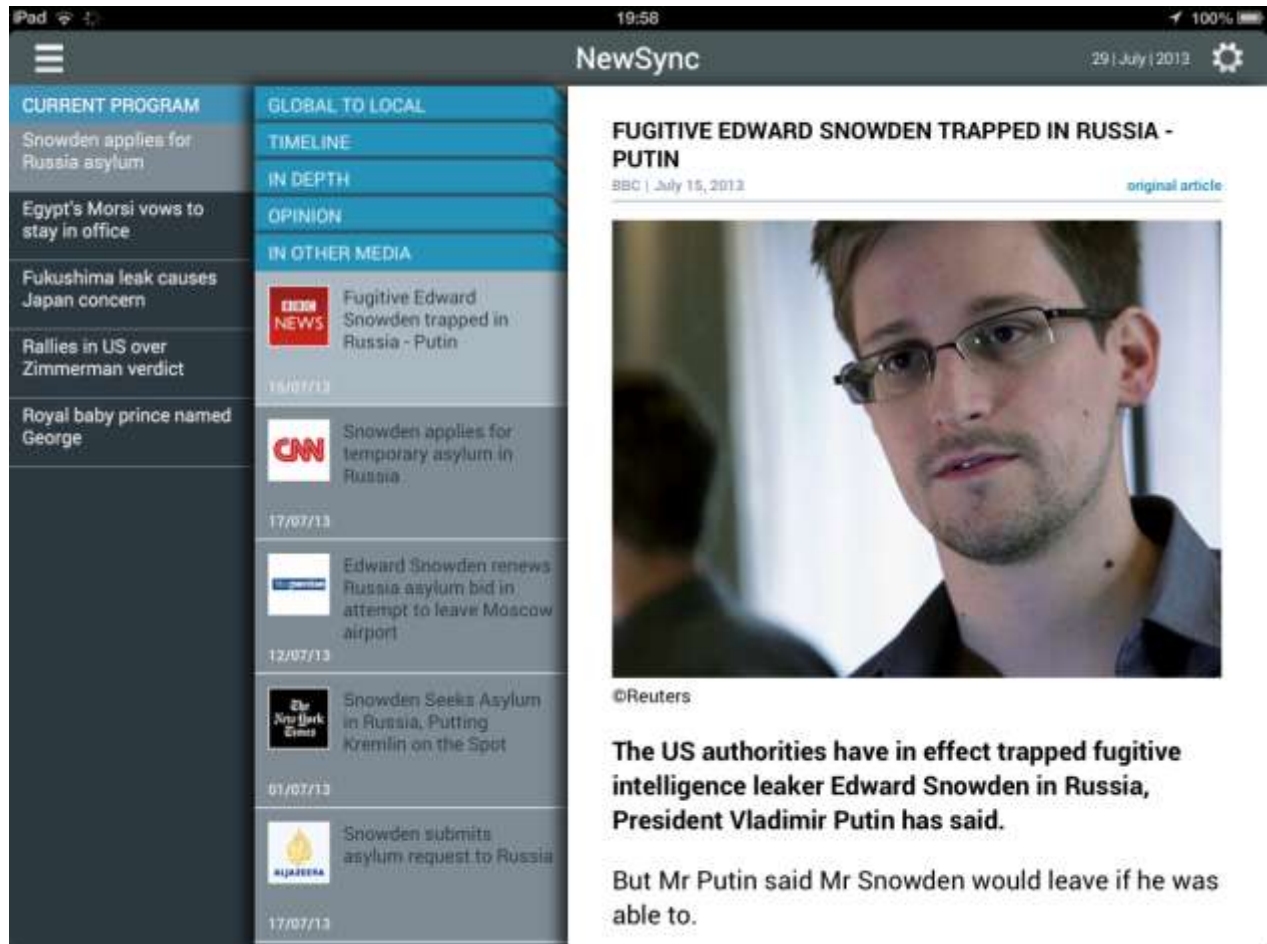 iPad 19:58 100%
NewSync
29 | July | 2013
CURRENT PROGRAM
Snowden applies for
Russia asylum
Egypt's Morsi vows to
stay in office
Fukushima leak causes
Japan concern
Rallies in US over
Zimmerman verdict
Royal baby prince named
George
GLOBAL TO LOCAL
TIMELINE
IN DEPTH
OPINION
IN OTHER MEDIA
BBC
NEWS
Fugitive Edward
Snowden trapped in
Russia - Putin
15/07/13
CNN
Snowden applies for
temporary asylum in
Russia
17/07/13
Edward Snowden renews
Russia asylum bid in
attempt to leave Moscow
airport
12/07/13
The
New York
Times
Snowden Seeks Asylum
in Russia, Putting
Kremlin on the Spot
01/07/13
ALJAZEERA
Snowden submits
asylum request to Russia
17/07/13
FUGITIVE EDWARD SNOWDEN TRAPPED IN RUSSIA -
PUTIN
BBC | July 15, 2013
original article
©Reuters
The US authorities have in effect trapped fugitive
intelligence leaker Edward Snowden in Russia,
President Vladimir Putin has said.
But Mr Putin said Mr Snowden would leave if he was
able to.